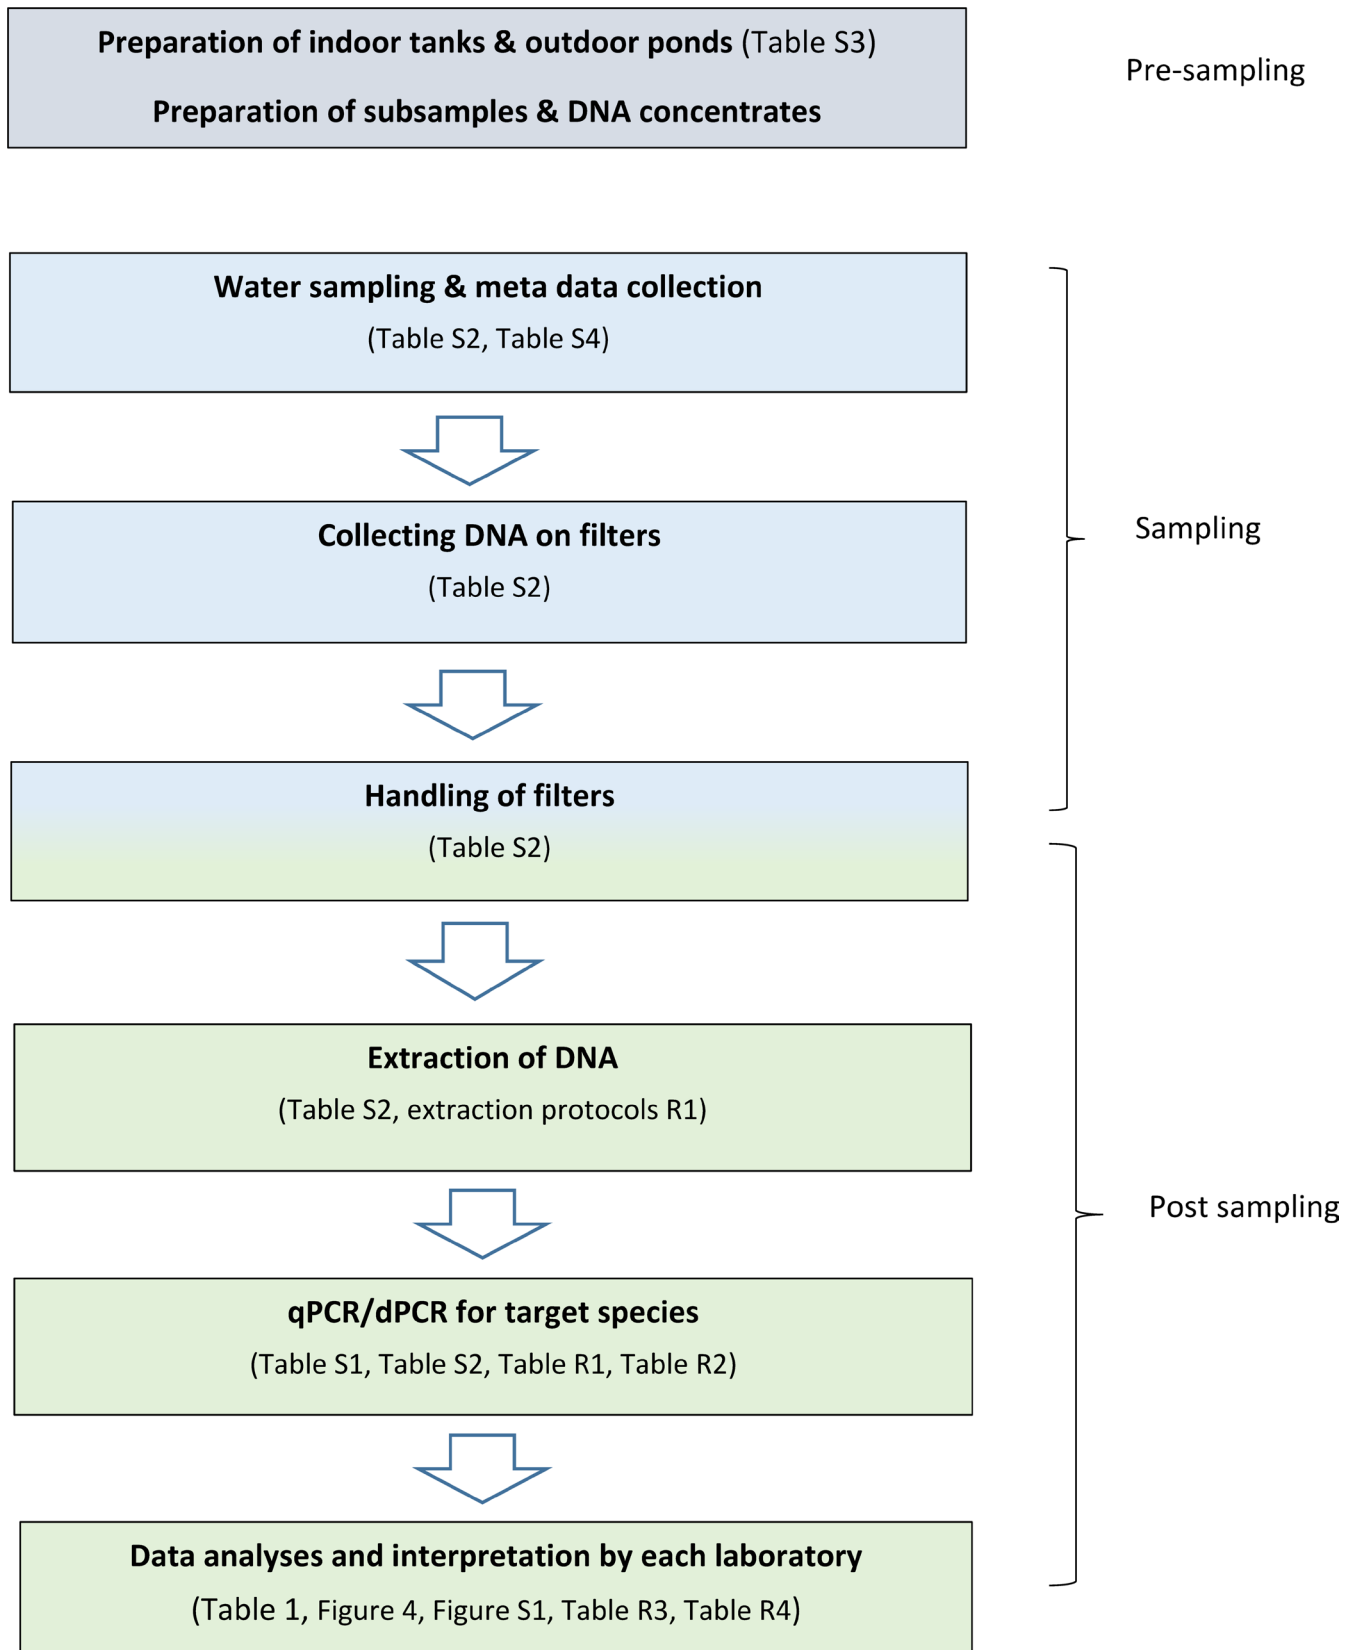 Preparation of indoor tanks & outdoor ponds (Table S3)
Preparation of subsamples & DNA concentrates
Pre-sampling
Water sampling & meta data collection
(Table S2, Table S4)
Collecting DNA on filters
(Table S2)
Sampling
Handling of filters
(Table S2)
Extraction of DNA
(Table S2, extraction protocols R1)
Post sampling
qPCR/dPCR for target species
(Table S1, Table S2, Table R1, Table R2)
Data analyses and interpretation by each laboratory
(Table 1, Figure 4, Figure S1, Table R3, Table R4)